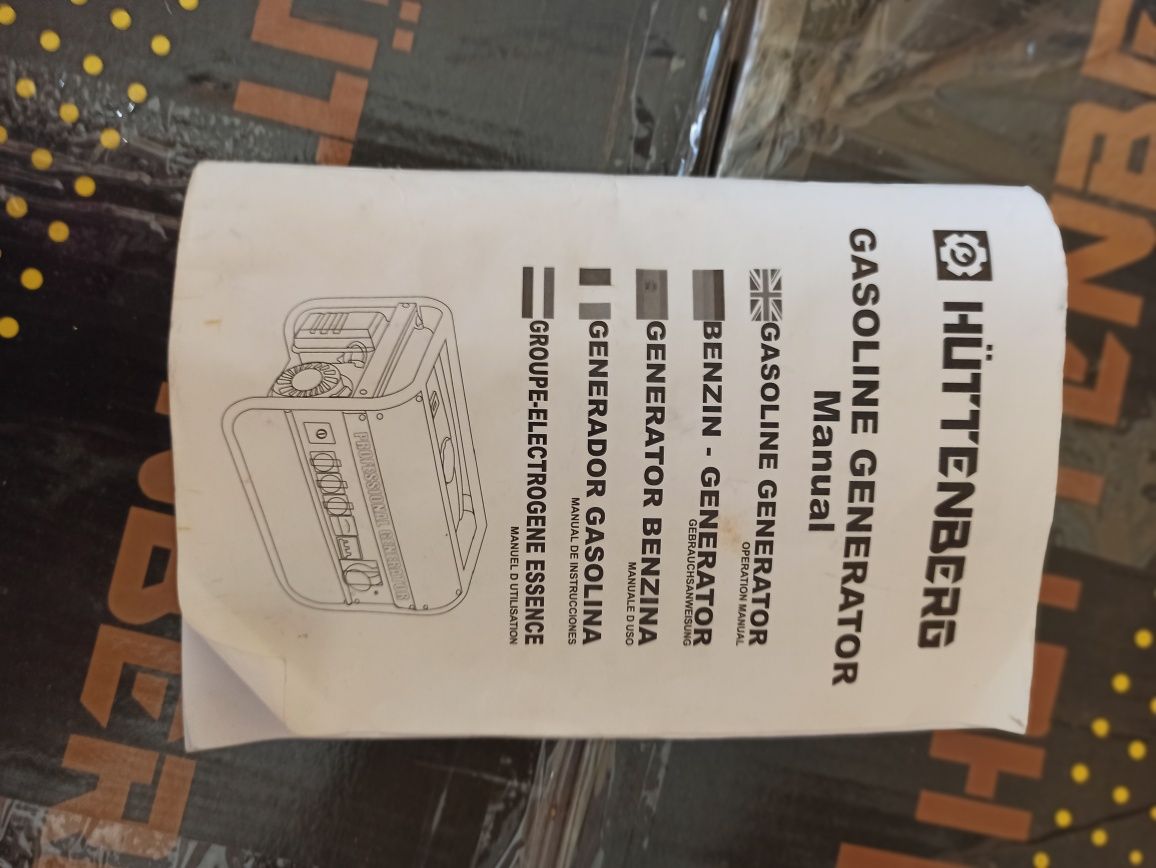 HÜTTENBERG
GASOLINE GENERATOR
Manual
GASOLINE GENERATOR
OPERATION MANUAL
BENZIN - GENERATOR
GEBRAUCHSANWEISUNG
GENERATOR BENZINA
MANUALE D USO
GENERADOR GASOLINA
MANUAL DE INSTRUCCIONES
GROUPE-ELECTROGENE ESSENCE
MANUEL D UTILISATION
PROFESSIONAL GENERATOR